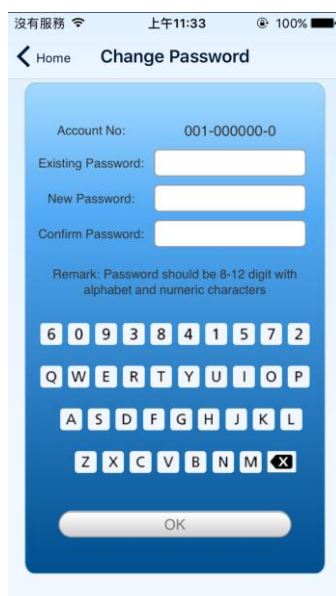 沒有服務 上午11:33 100%
Home Change Password
Account No: 001-000000-0
Existing Password:
New Password:
Confirm Password:
Remark: Password should be 8-12 digit with
alphabet and numeric characters
6 0 9 3 8 4 1 5 7 2
Q W E R T Y U I O P
A S D F G H J K L
Z X C V B N M X
OK